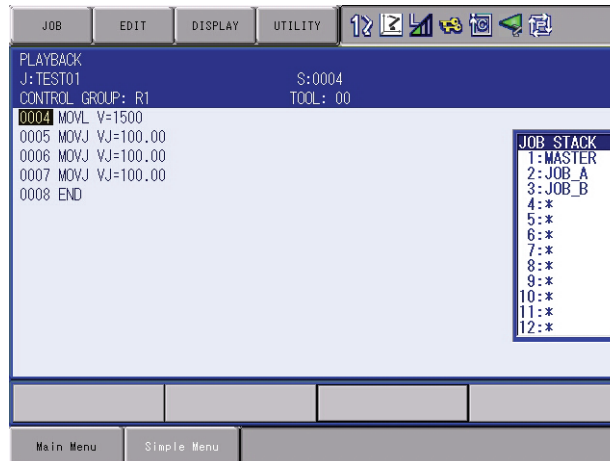 JOB EDIT DISPLAY UTILITY
PLAYBACK
J:TEST01 S:0004
CONTROL GROUP: R1 TOOL: 00
0004 MOVL V=1500
0005 MOVJ VJ=100.00
0006 MOVJ VJ=100.00
0007 MOVJ VJ=100.00
0008 END
JOB STACK
1:MASTER
2:JOB_A
3:JOB_B
4:*
5:*
6:*
7:*
8:*
9:*
10:*
11:*
12:*
Main Menu Simple Menu